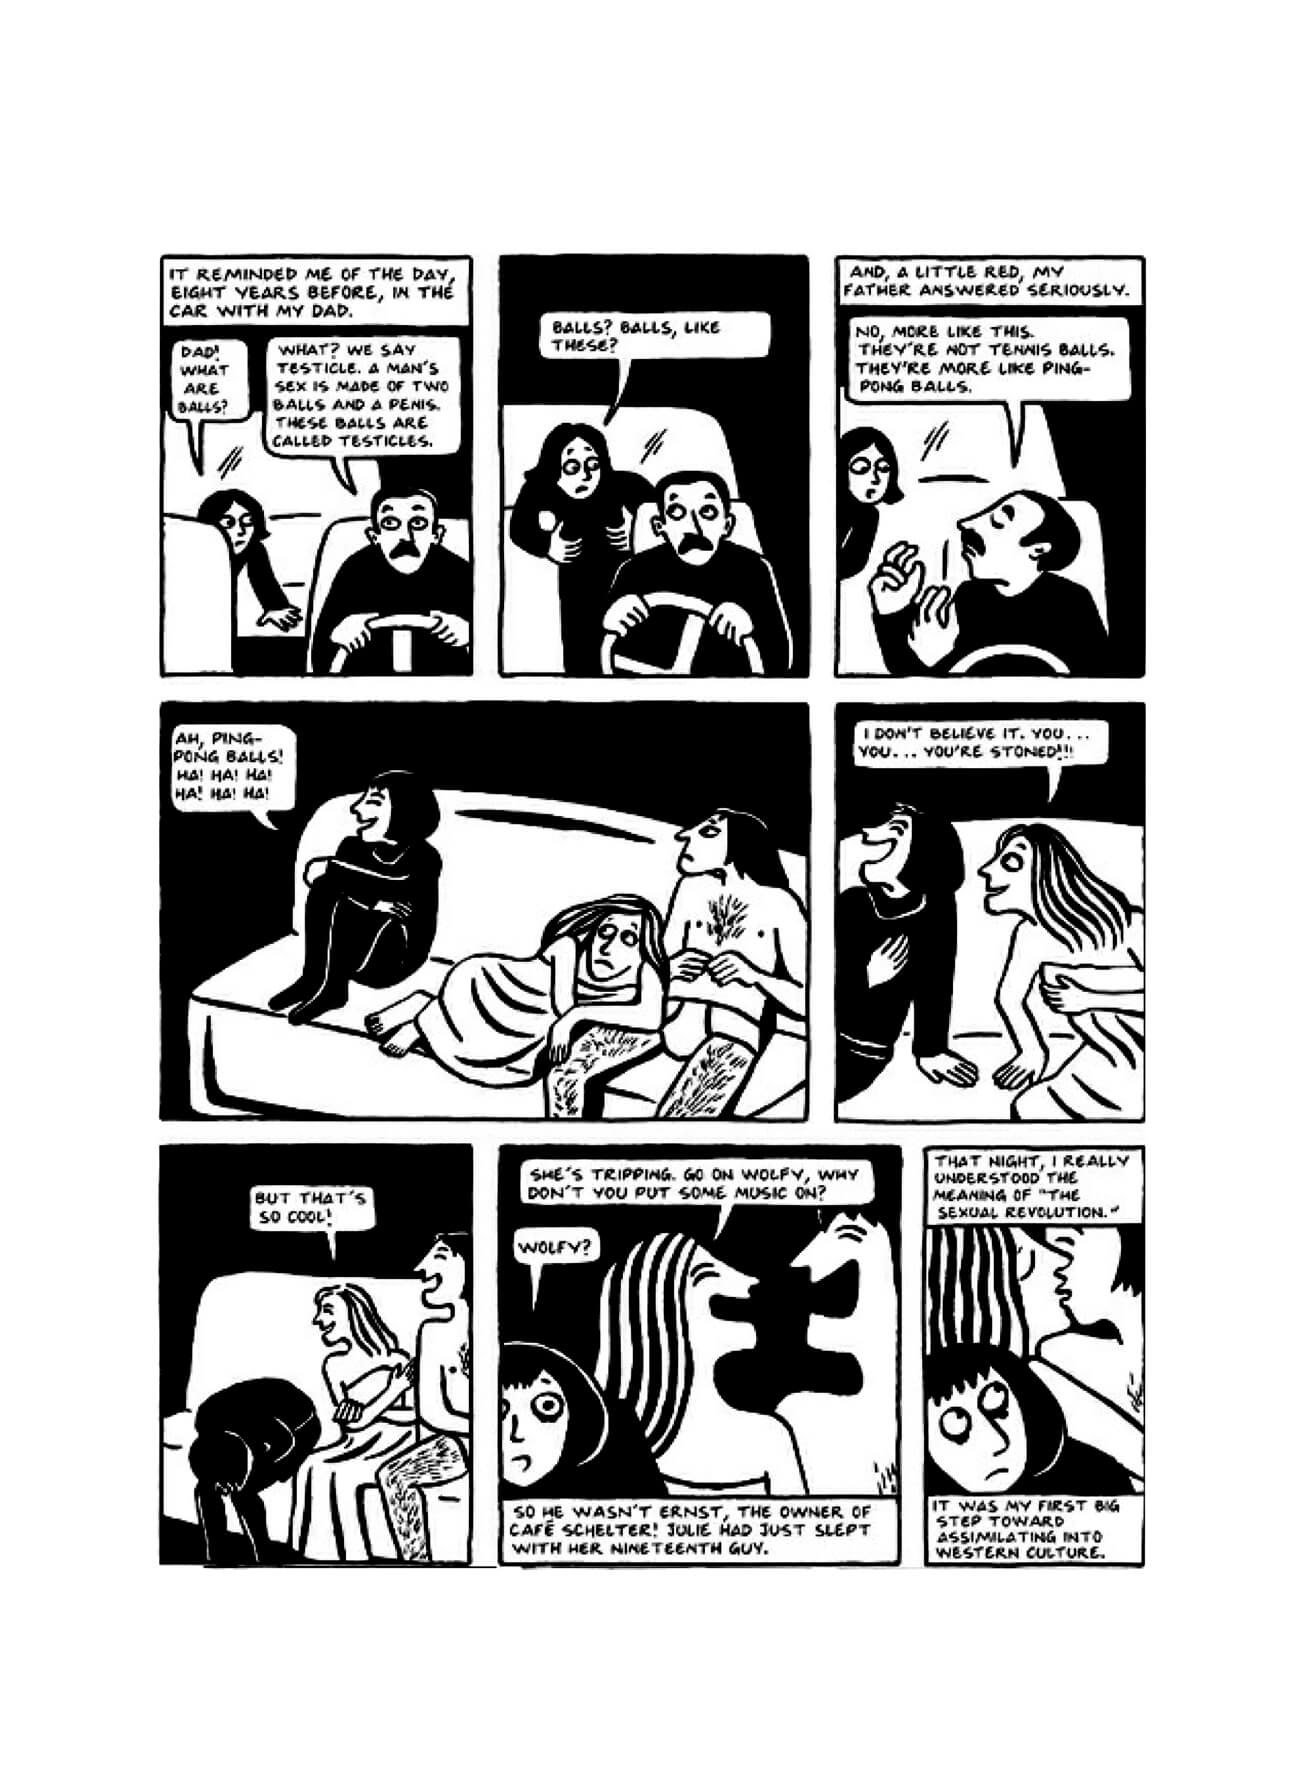 IT REMINDED ME OF THE DAY,
EIGHT YEARS BEFORE, IN THE
CAR WITH MY DAD.
DAD!
WHAT
ARE
BALLS?
WHAT? WE SAY
TESTICLE. A MAN'S
SEX IS MADE OF TWO
BALLS AND A PENIS.
THESE BALLS ARE
CALLED TESTICLES.
BALLS? BALLS, LIKE
THESE?
AND, A LITTLE RED, MY
FATHER ANSWERED SERIOUSLY.
NO, MORE LIKE THIS.
THEY'RE NOT TENNIS BALLS.
THEY'RE MORE LIKE PING-
PONG BALLS.
AH, PING-
PONG BALLS!
HA! HA! HA!
HA! HA! HA!
I DON'T BELIEVE IT. YOU...
YOU... YOU'RE STONED!!!
BUT THAT'S
SO COOL!
SHE'S TRIPPING. GO ON WOLFY, WHY
DON'T YOU PUT SOME MUSIC ON?
WOLFY?
SO HE WASN'T ERNST, THE OWNER OF
CAFÉ SCHELTER! JULIE HAD JUST SLEPT
WITH HER NINETEENTH GUY.
THAT NIGHT, I REALLY
UNDERSTOOD THE
MEANING OF "THE
SEXUAL REVOLUTION."
IT WAS MY FIRST BIG
STEP TOWARD
ASSIMILATING INTO
WESTERN CULTURE.